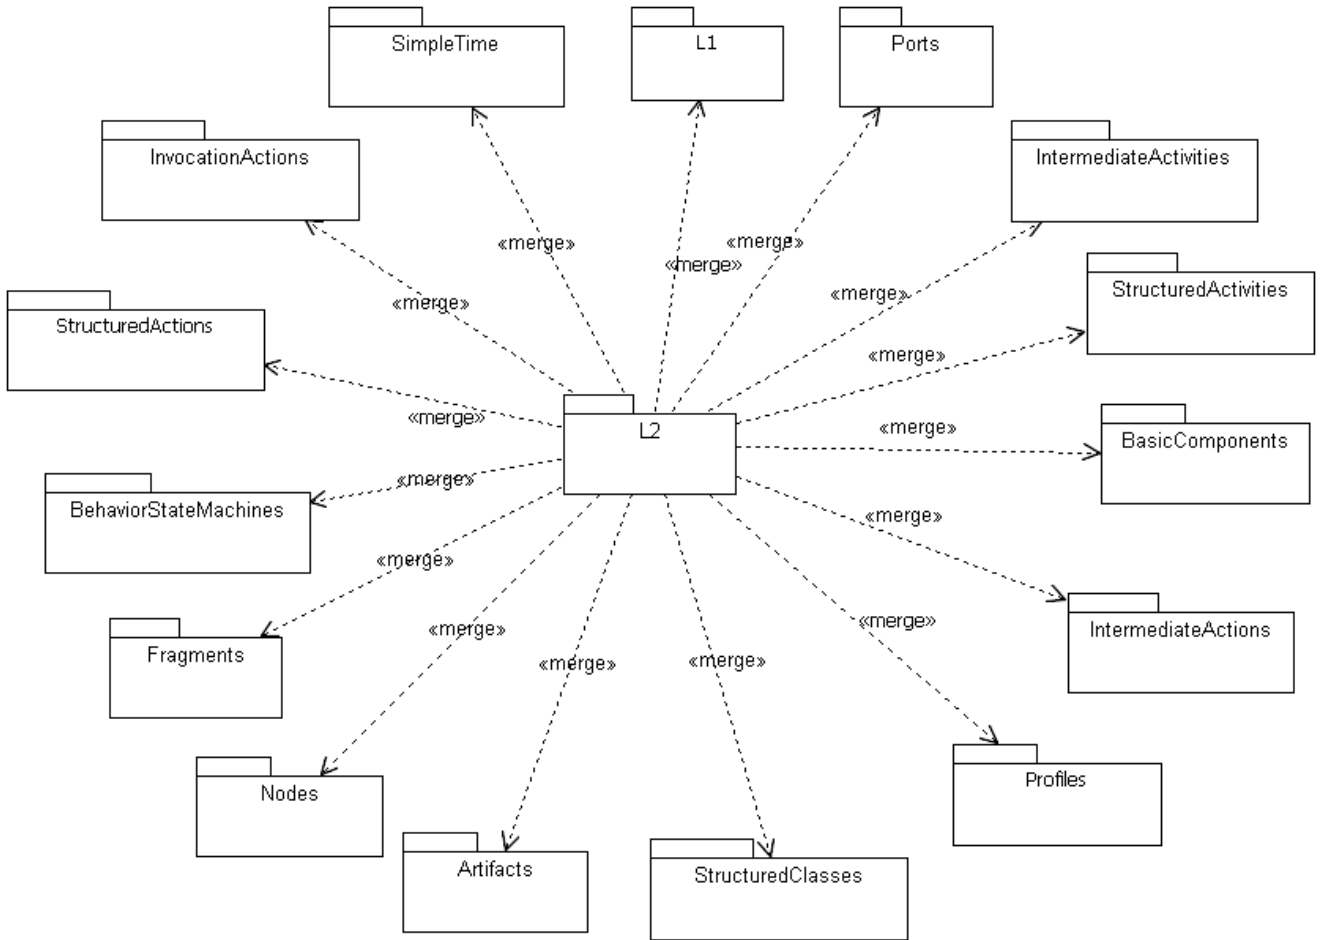 SimpleTime
L1
Ports
InvocationActions
IntermediateActivities
«merge»
«merge»
«merge»
StructuredActivities
«merge»
«merge»
StructuredActions
«merge»
«merge»
L2
«merge»
BasicComponents
«merge»
BehaviorStateMachines
«merge»
«merge»
Fragments
«merge»
«merge»
«merge»
«merge»
IntermediateActions
Nodes
Profiles
Artifacts
StructuredClasses